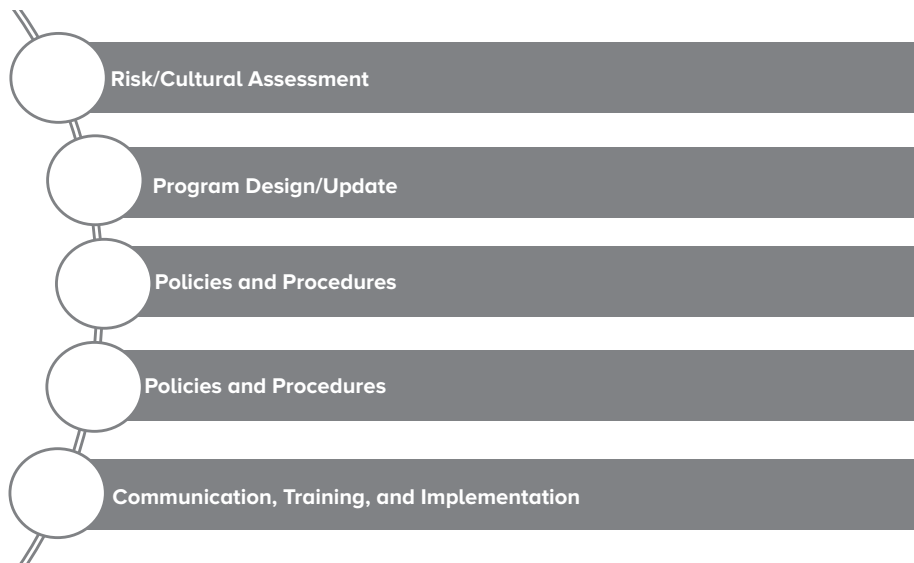 Risk/Cultural Assessment
Program Design/Update
Policies and Procedures
Policies and Procedures
Communication, Training, and Implementation